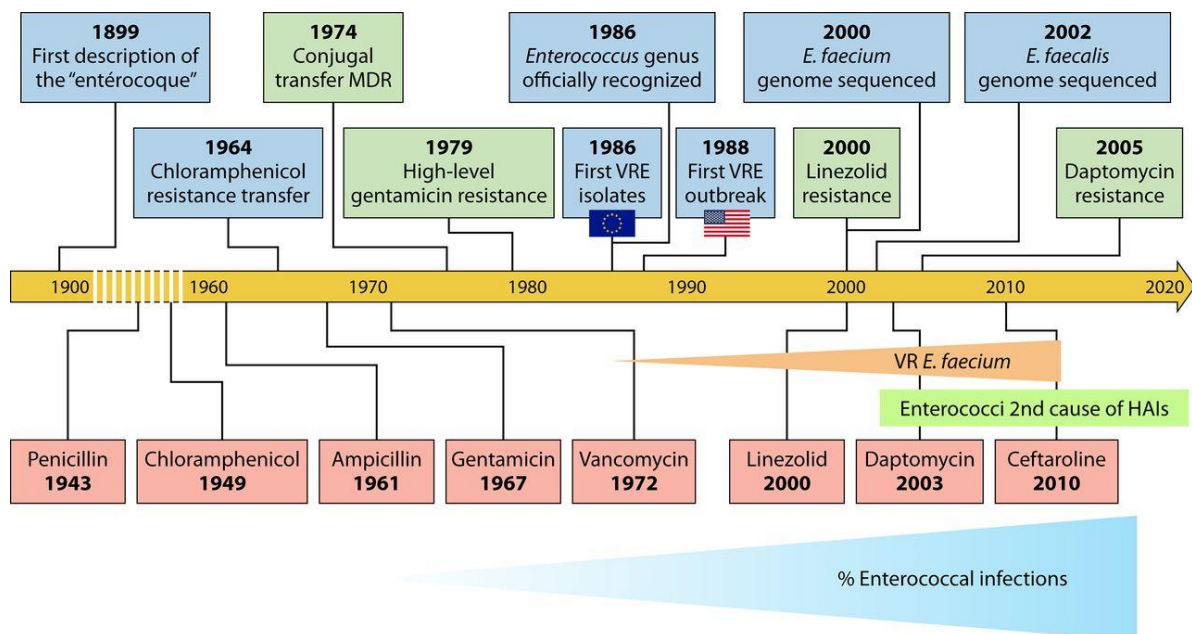 1899
First description of
the "entérocoque"
1974
Conjugal
transfer MDR
1986
Enterococcus genus
officially recognized
2000
E. faecium
genome sequenced
2002
E. faecalis
genome sequenced
1964
Chloramphenicol
resistance transfer
1979
High-level
gentamicin resistance
1986
First VRE
isolates
1988
First VRE
outbreak
2000
Linezolid
resistance
2005
Daptomycin
resistance
1900 1960 1970 1980 1990 2000 2010 2020
VR E. faecium
Enterococci 2nd cause of HAIs
Penicillin
1943
Chloramphenicol
1949
Ampicillin
1961
Gentamicin
1967
Vancomycin
1972
Linezolid
2000
Daptomycin
2003
Ceftaroline
2010
% Enterococcal infections